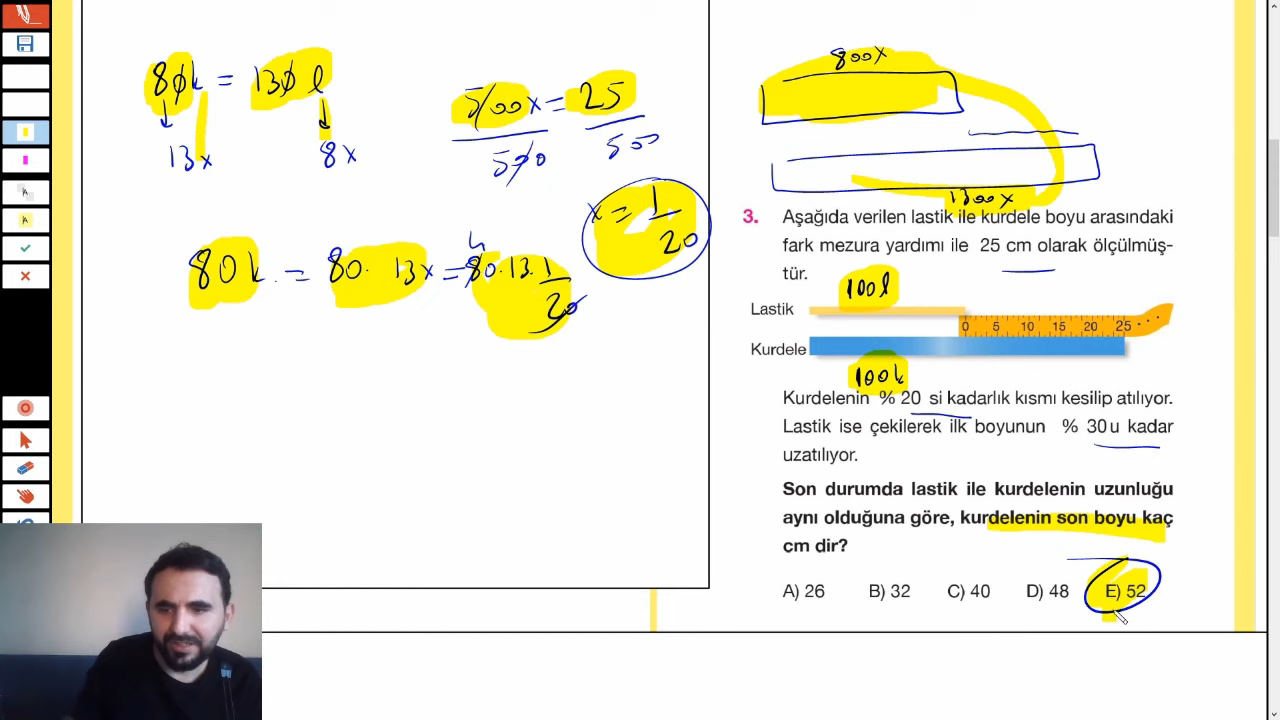 80k = 130l
13x 8x
500x = 25
500 500
x = 1/20
80k = 80. 13x = 80.13. 1/20
4
800x
1300x
3. Aşağıda verilen lastik ile kurdele boyu arasındaki
fark mezura yardımı ile 25 cm olarak ölçülmüş-
tür.
100l
Lastik
0 5 10 15 20 25 ...
Kurdele
100k
Kurdelenin % 20 si kadarlık kısmı kesilip atılıyor.
Lastik ise çekilerek ilk boyunun % 30 u kadar
uzatılıyor.
Son durumda lastik ile kurdelenin uzunluğu
aynı olduğuna göre, kurdelenin son boyu kaç
cm dir?
A) 26 B) 32 C) 40 D) 48 E) 52